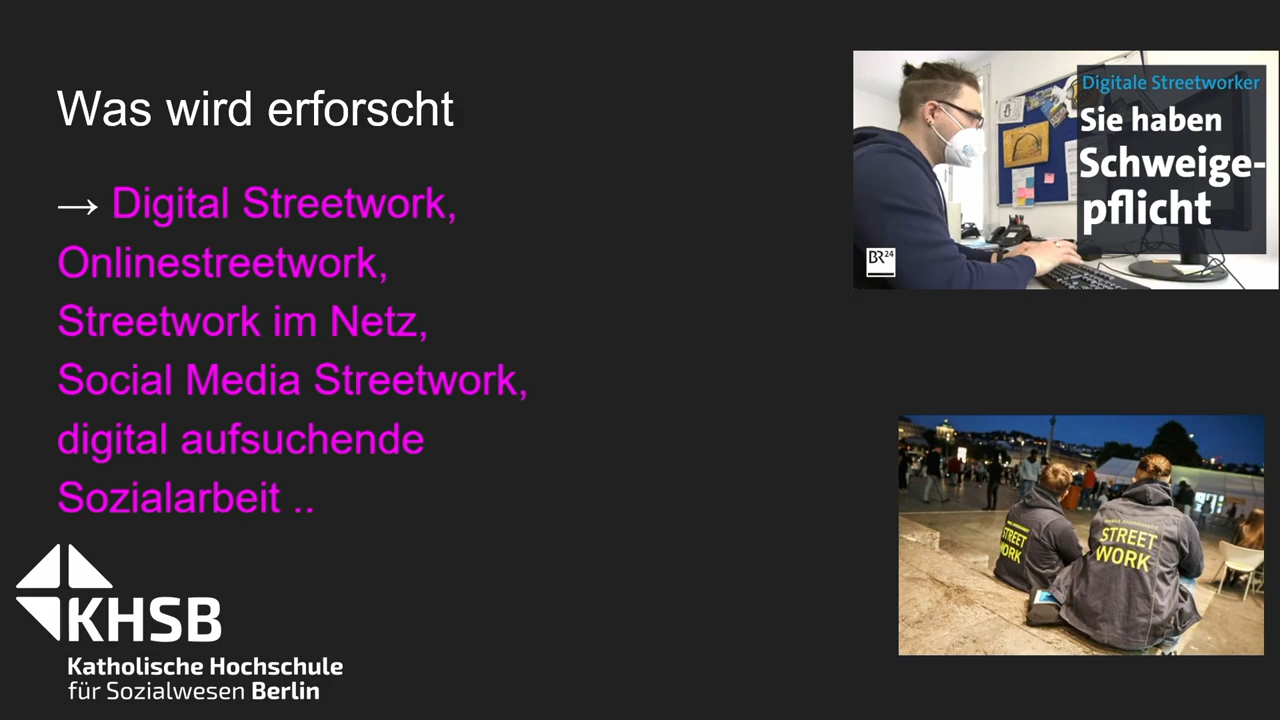 Was wird erforscht
→ Digital Streetwork,
Onlinestreetwork,
Streetwork im Netz,
Social Media Streetwork,
digital aufsuchende
Sozialarbeit ..
KHSB
Katholische Hochschule
für Sozialwesen Berlin
Digitale Streetworker
Sie haben
Schweige-
pflicht
BR24
STREET
WORK
STREET
WORK